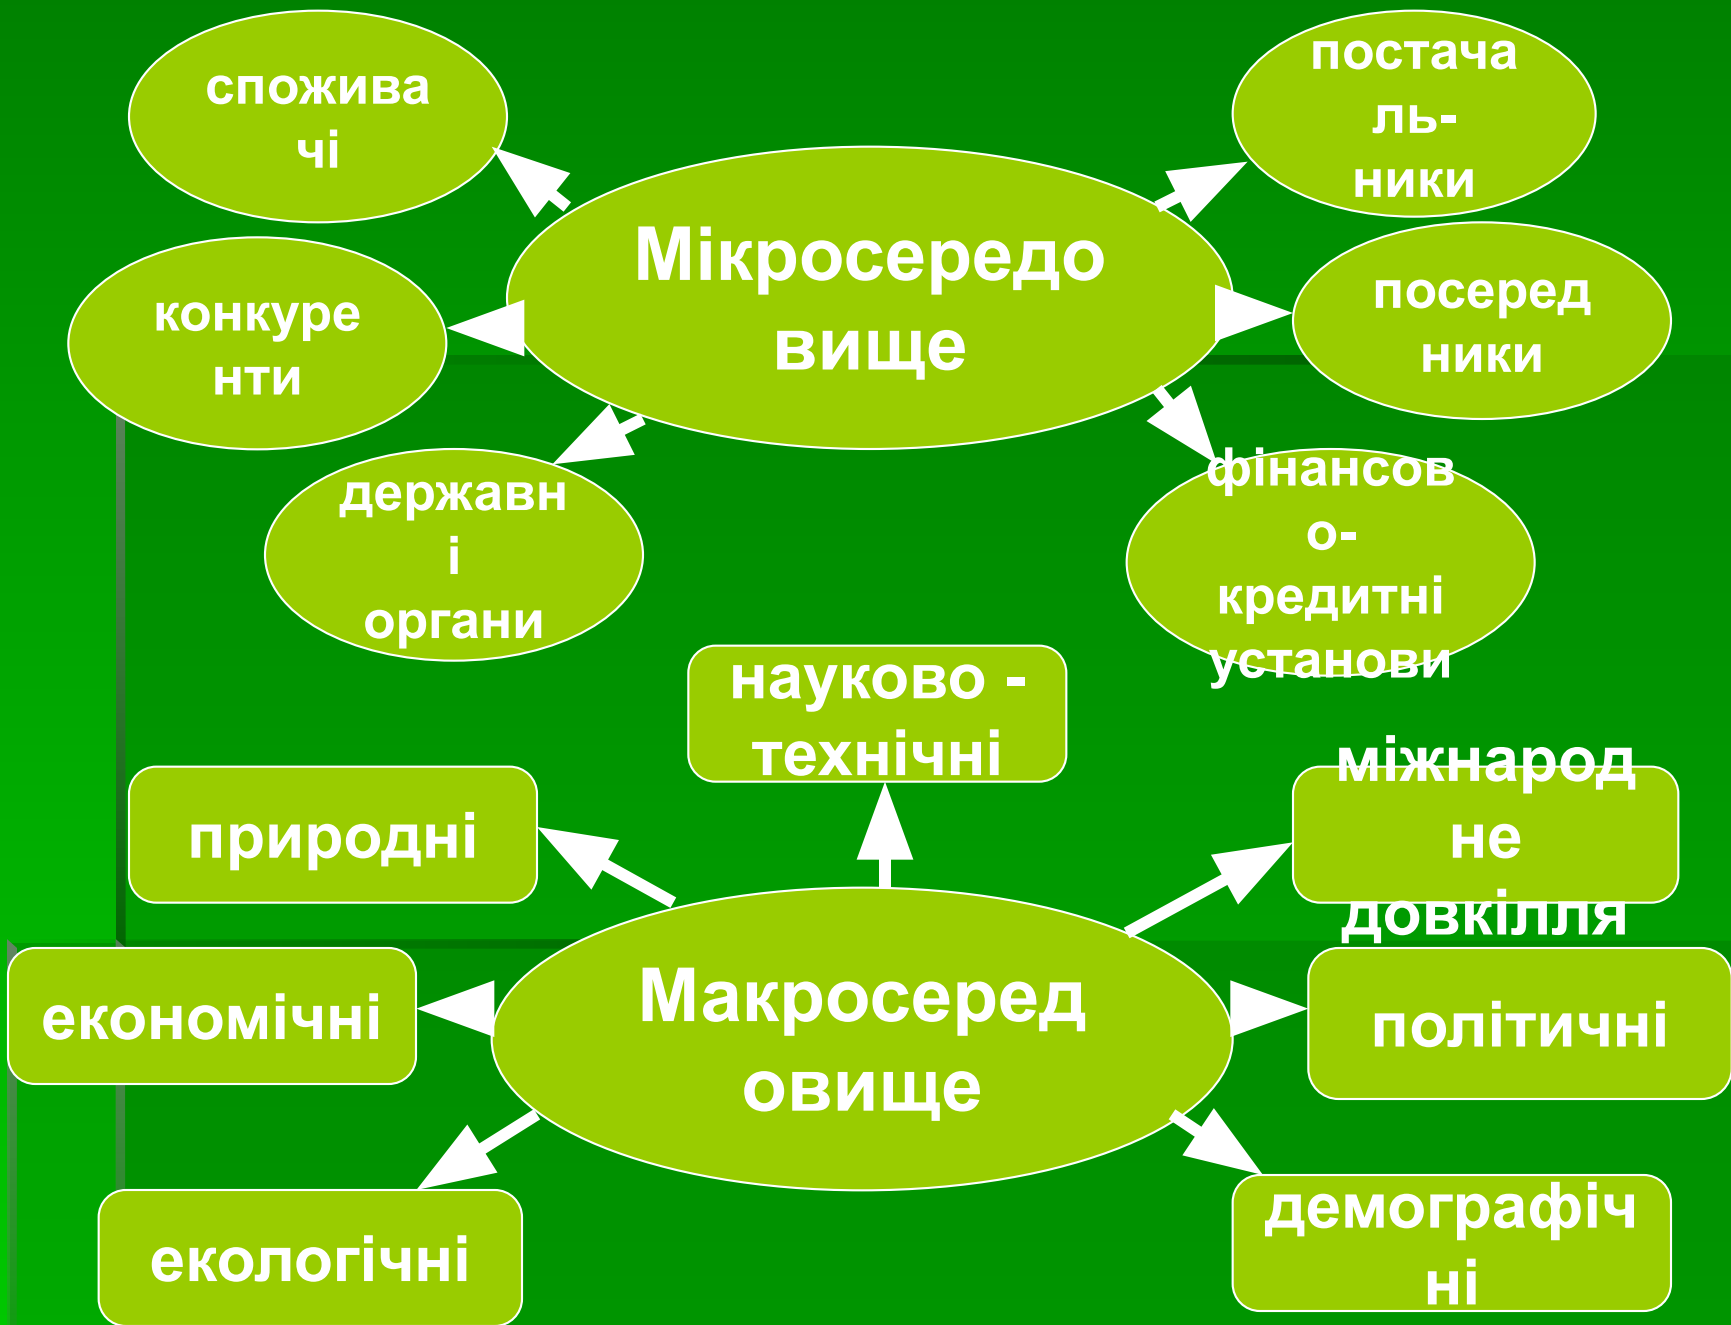 спожива
чі
постача
ль-
ники
Мікросередо
вище
конкуре
нти
посеред
ники
державн
і
органи
фінансов
о-
кредитні
установи
науково -
технічні
природні
міжнарод
не
довкілля
Макросеред
овище
економічні
політичні
екологічні
демографіч
ні